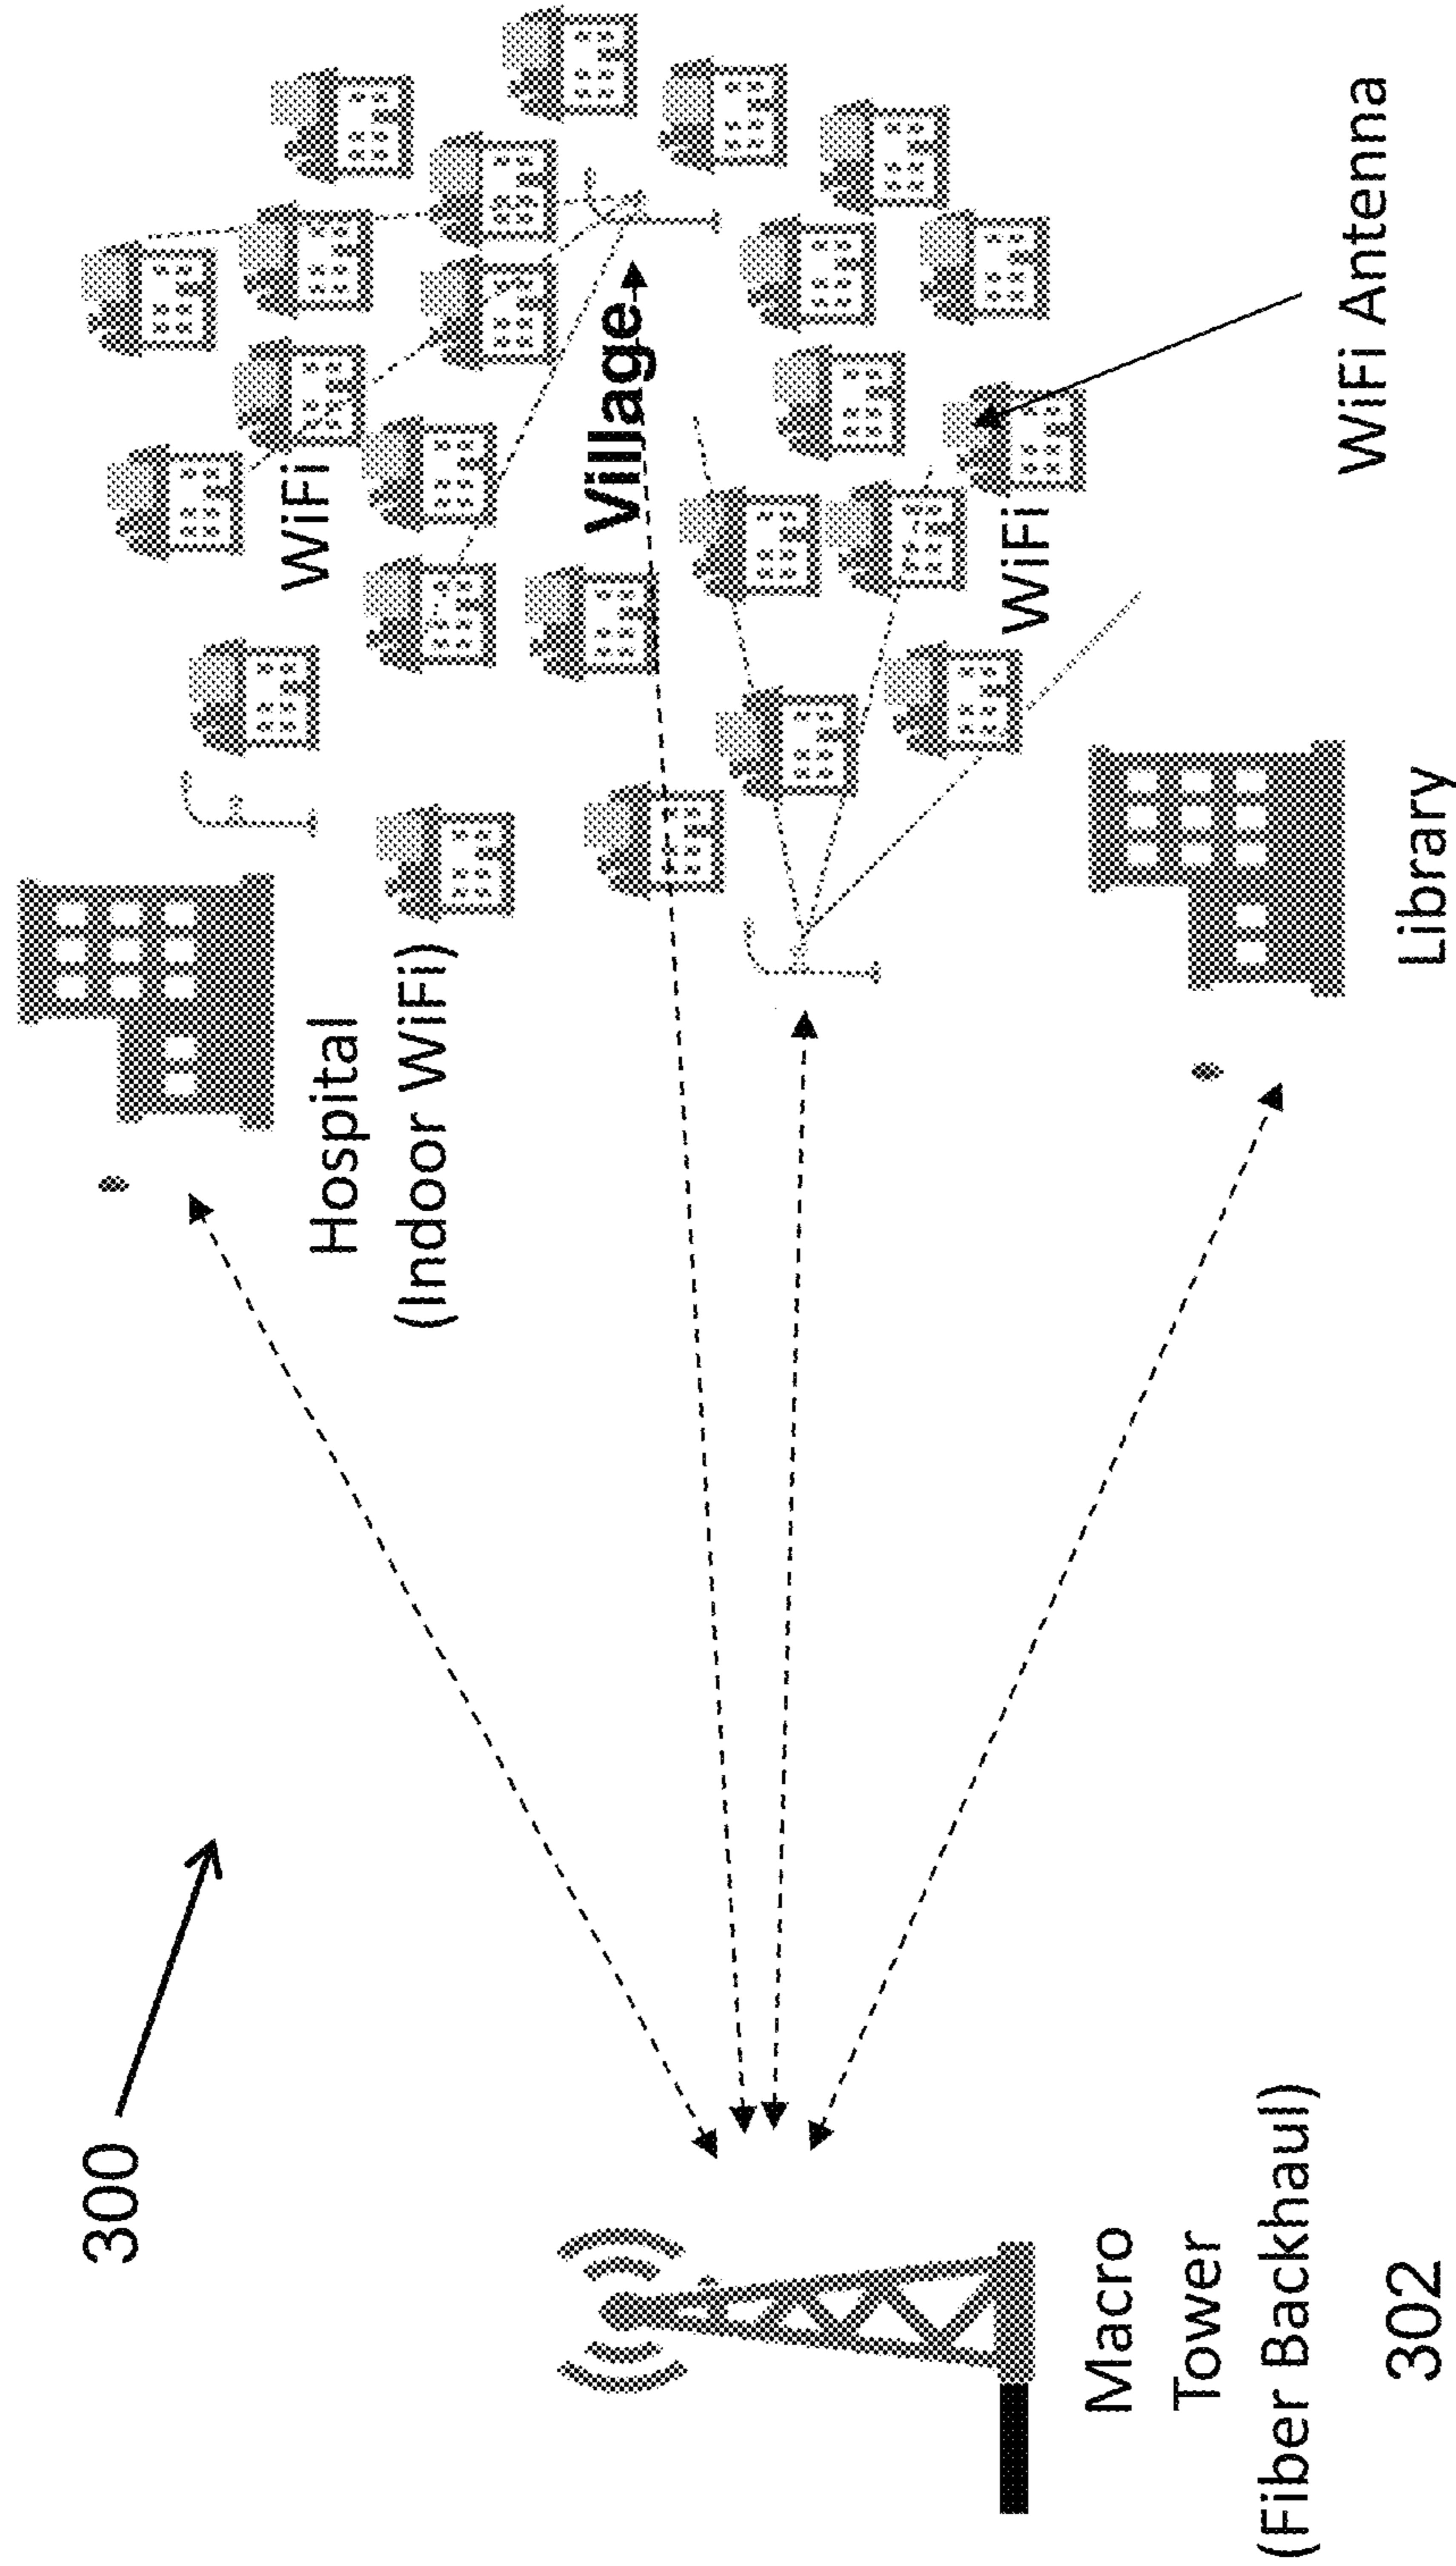 300
Hospital
(Indoor WiFi)
WiFi
Village
WiFi
WiFi Antenna
Library
Macro
Tower
(Fiber Backhaul)
302